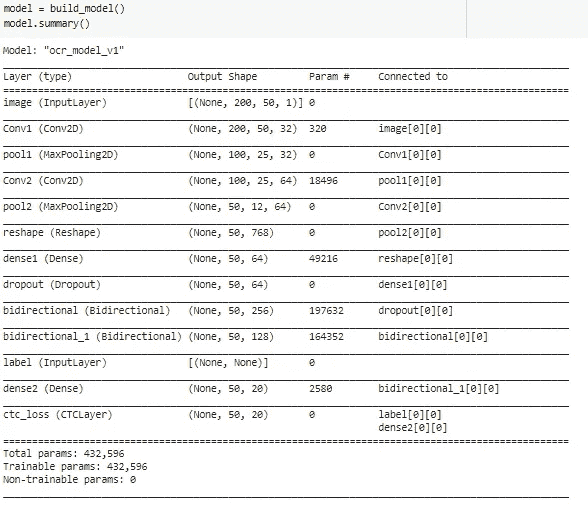 model = build_model()
model.summary()
Model: "ocr_model_v1"
Layer (type) Output Shape Param # Connected to
image (InputLayer) [(None, 200, 50, 1)] 0
Conv1 (Conv2D) (None, 200, 50, 32) 320 image[0][0]
pool1 (MaxPooling2D) (None, 100, 25, 32) 0 Conv1[0][0]
Conv2 (Conv2D) (None, 100, 25, 64) 18496 pool1[0][0]
pool2 (MaxPooling2D) (None, 50, 12, 64) 0 Conv2[0][0]
reshape (Reshape) (None, 50, 768) 0 pool2[0][0]
dense1 (Dense) (None, 50, 64) 49216 reshape[0][0]
dropout (Dropout) (None, 50, 64) 0 dense1[0][0]
bidirectional (Bidirectional) (None, 50, 256) 197632 dropout[0][0]
bidirectional_1 (Bidirectional) (None, 50, 128) 164352 bidirectional[0][0]
label (InputLayer) [(None, None)] 0
dense2 (Dense) (None, 50, 20) 2580 bidirectional_1[0][0]
ctc_loss (CTCLayer) (None, 50, 20) 0 label[0][0]
dense2[0][0]
Total params: 432,596
Trainable params: 432,596
Non-trainable params: 0